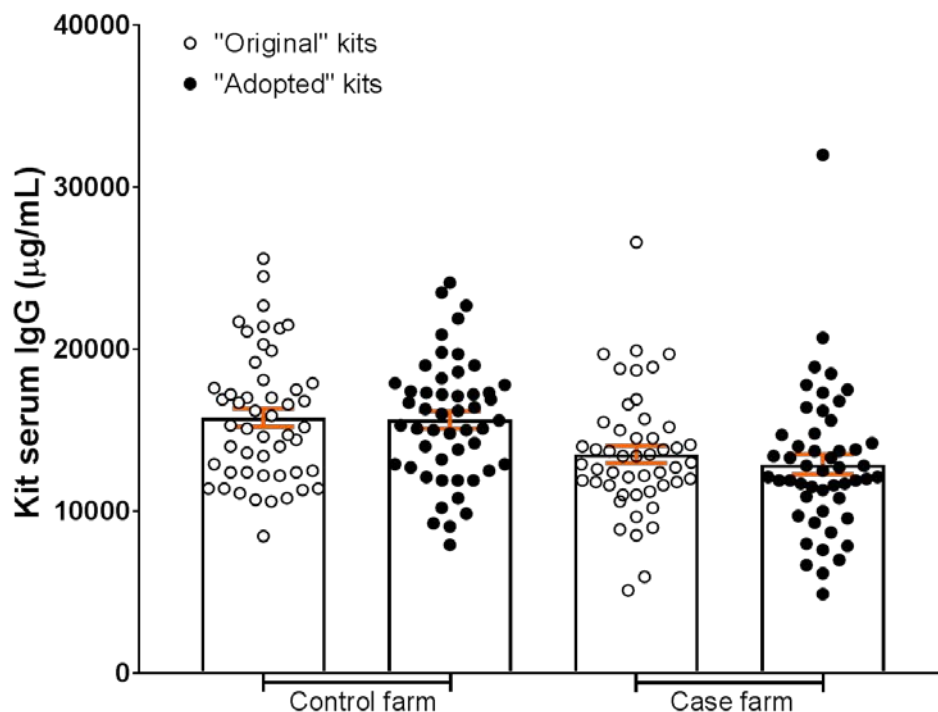 40000
"Original" kits
"Adopted" kits
30000
Kit serum IgG (μg/mL)
20000
10000
0
Control farm
Case farm